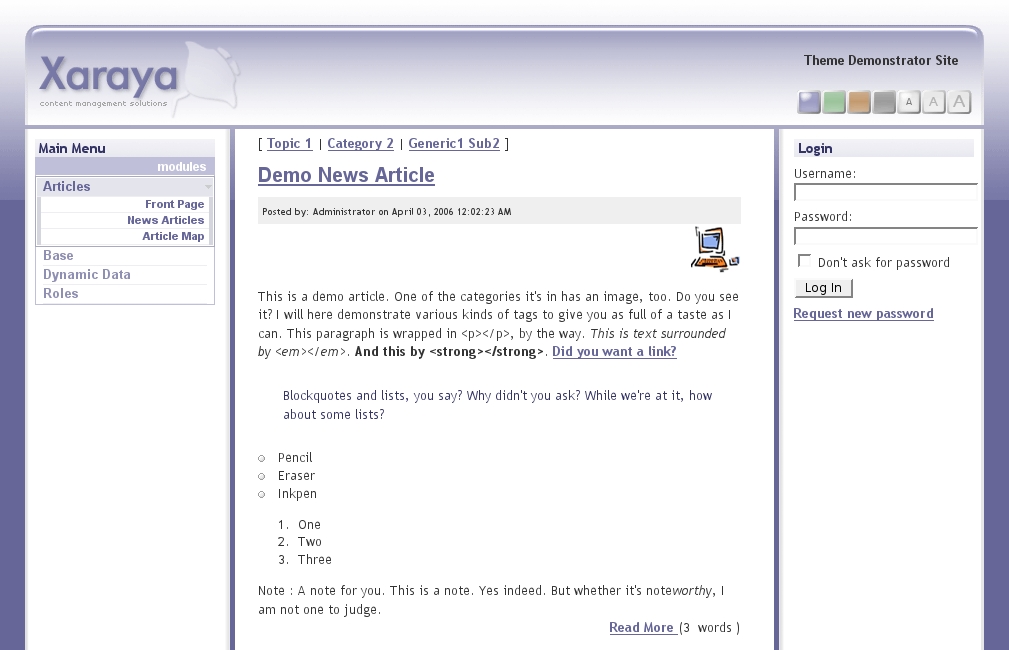 Xaraya
content management solutions
Theme Demonstrator Site
A A A
Main Menu
modules
Articles
Front Page
News Articles
Article Map
Base
Dynamic Data
Roles
[ Topic 1 | Category 2 | Generic1 Sub2 ]
Demo News Article
Posted by: Administrator on April 03, 2006 12:02:23 AM
This is a demo article. One of the categories it's in has an image, too. Do you see
it? I will here demonstrate various kinds of tags to give you as full of a taste as I
can. This paragraph is wrapped in <p></p>, by the way. This is text surrounded
by <em></em>. And this by <strong></strong>. Did you want a link?
Blockquotes and lists, you say? Why didn't you ask? While we're at it, how
about some lists?
Pencil
Eraser
Inkpen
1. One
2. Two
3. Three
Note : A note for you. This is a note. Yes indeed. But whether it's noteworthy, I
am not one to judge.
Read More (3 words )
Login
Username:
Password:
Don't ask for password
Log In
Request new password